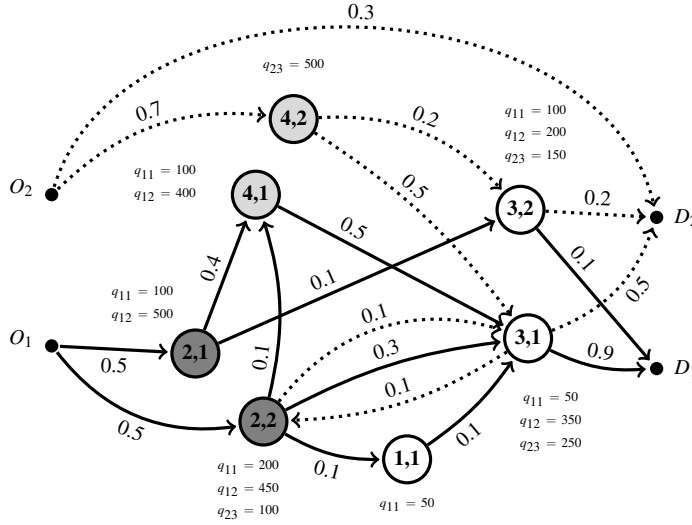 0.3
q23 = 500
0.7
4,2
0.2
q11 = 100
q12 = 200
q23 = 150
q11 = 100
q12 = 400
O2
4,1
0.5
3,2
0.2
D2
0.5
0.4
0.1
0.1
0.5
q11 = 100
q12 = 500
O1
0.5
2,1
0.1
0.3
3,1
0.9
D
0.1
0.1
0.5
2,2
0.1
0.1
1,1
q11 = 50
q12 = 350
q23 = 250
q11 = 200
q12 = 450
q23 = 100
q11 = 50